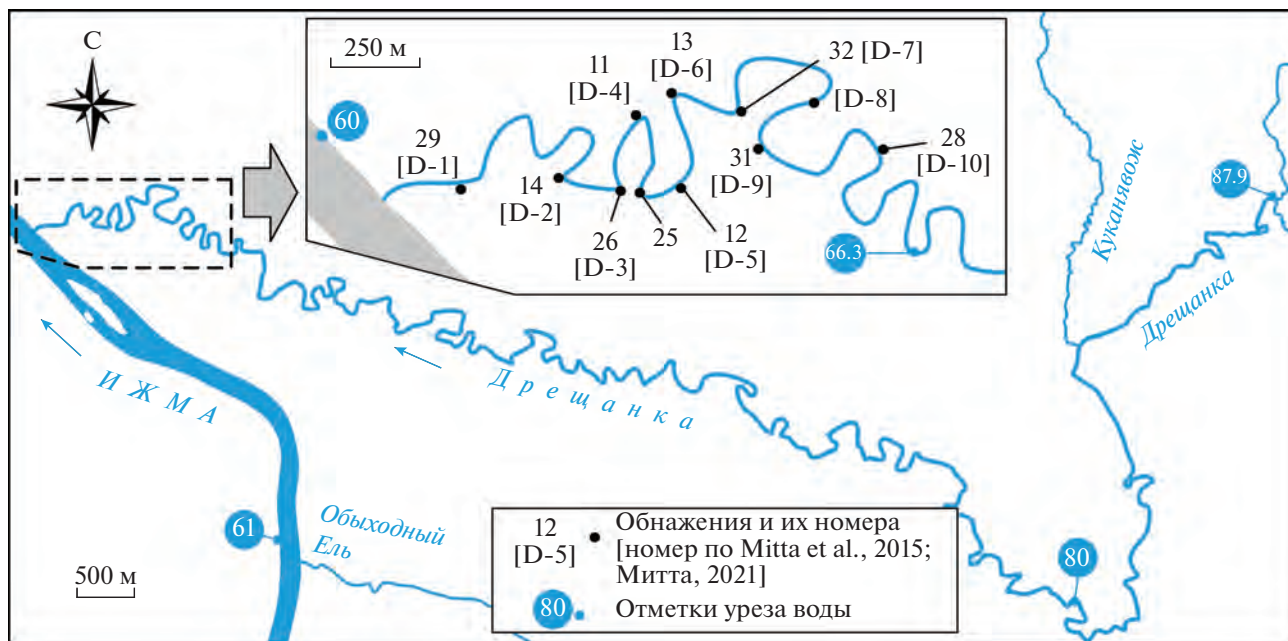 С
250 м
60
29
[D-1]
14
[D-2]
11
[D-4]
13
[D-6]
32 [D-7]
[D-8]
26
[D-3]
25
12
[D-5]
31
[D-9]
28
[D-10]
66.3
Куканявож
87.9
Дрещанка
ИЖМА
Дрещанка
61
Обыходный
Ель
500 м
80
12
[D-5]
Обнажения и их номера
[номер по Mitta et al., 2015;
Митта, 2021]
80
Отметки уреза воды